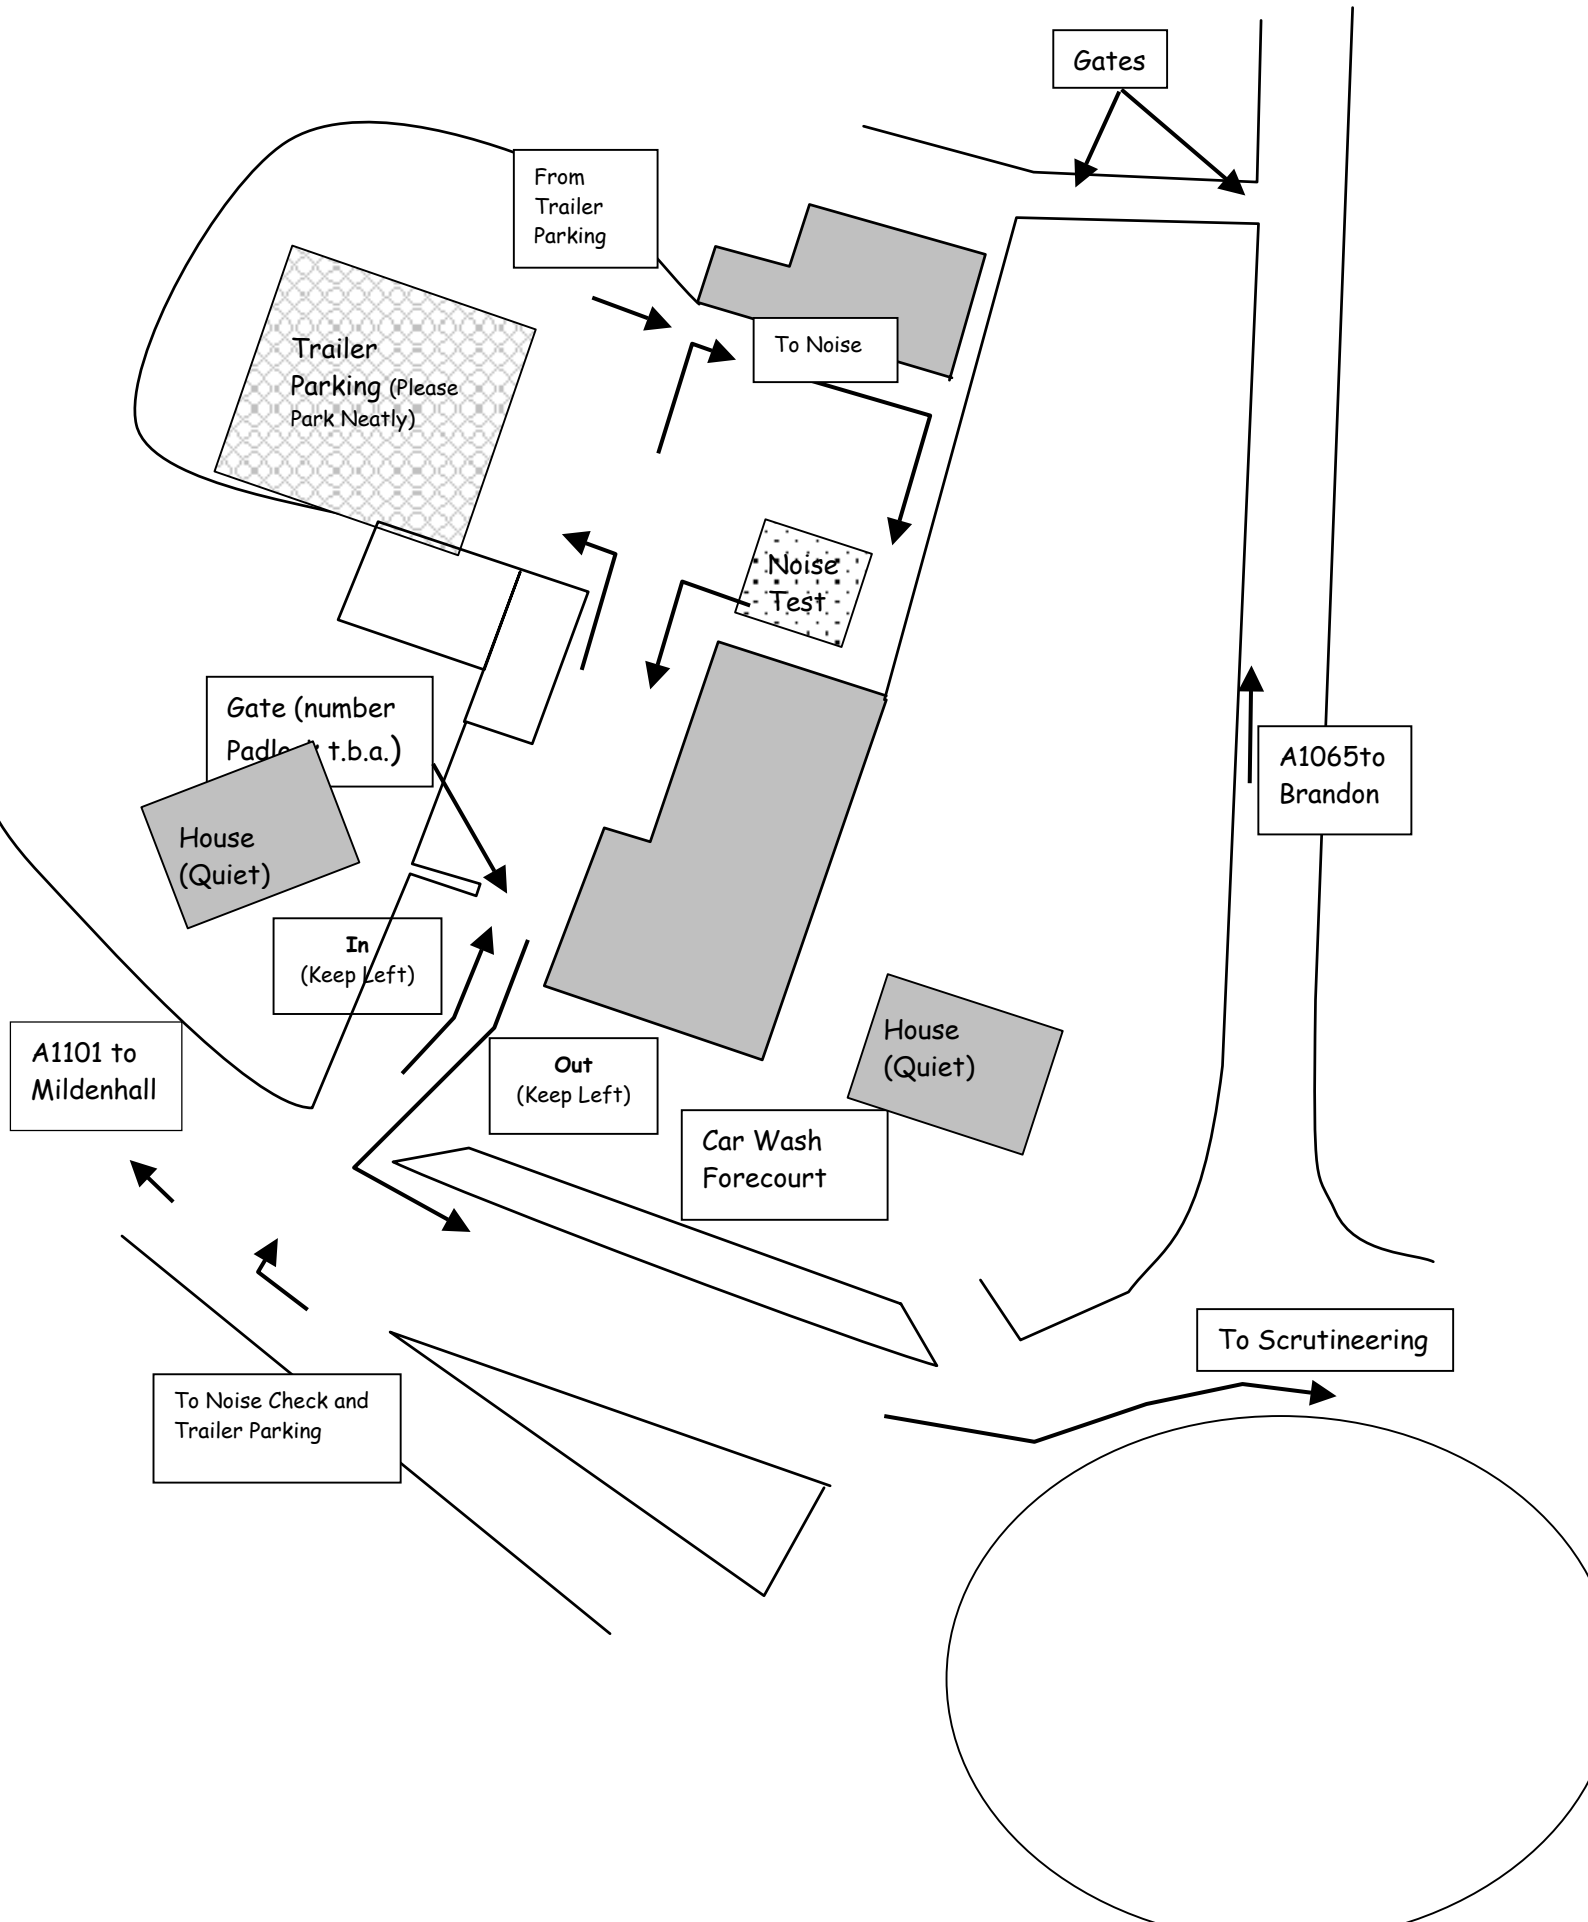 Gates
From
Trailer
Parking
To Noise
Trailer
Parking (Please
Park Neatly)
Noise
Test
Gate (number
t.b.a.)
House
(Quiet)
A1065to
Brandon
In
(Keep Left)
A1101 to
Mildenhall
Out
(Keep Left)
House
(Quiet)
Car Wash
Forecourt
To Scrutineering
To Noise Check and
Trailer Parking